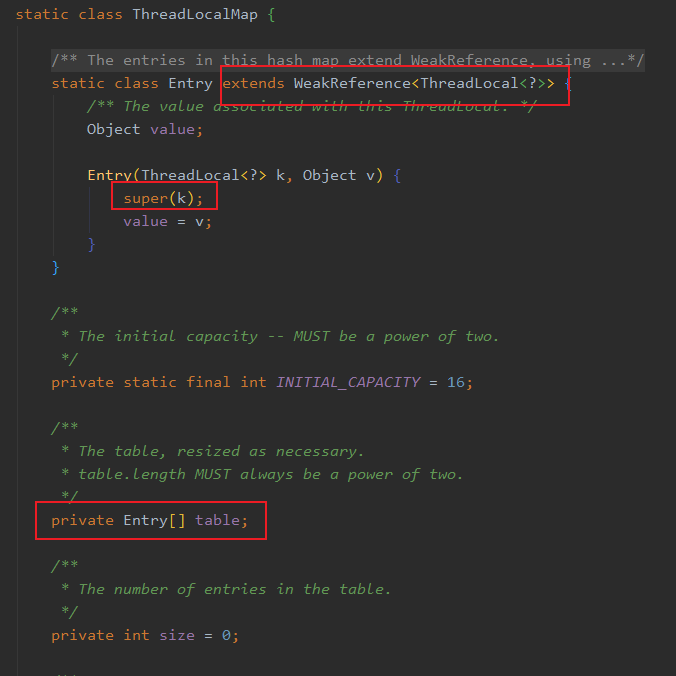 static class ThreadLocalMap {
/** The entries in this hash map extend WeakReference, using ...*/
static class Entry extends WeakReference<ThreadLocal<?>> {
/** The value associated with this ThreadLocal. */
Object value;
Entry(ThreadLocal<?> k, Object v) {
super(k);
value = v;
}
}
/**
* The initial capacity -- MUST be a power of two.
*/
private static final int INITIAL_CAPACITY = 16;
/**
* The table, resized as necessary.
* table.length MUST always be a power of two.
*/
private Entry[] table;
/**
* The number of entries in the table.
*/
private int size = 0;